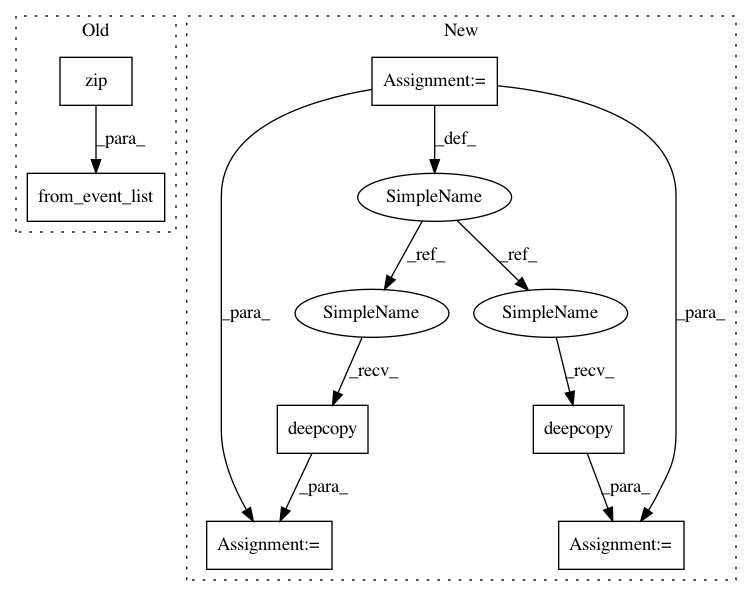 Old
New
zip
Assignment:=
_para_
_def_
from_event_list
SimpleName
_ref_
_ref_
_para_
SimpleName
SimpleName
_para_
_recv_
_recv_
deepcopy
deepcopy
_para_
_para_
Assignment:=
Assignment:=